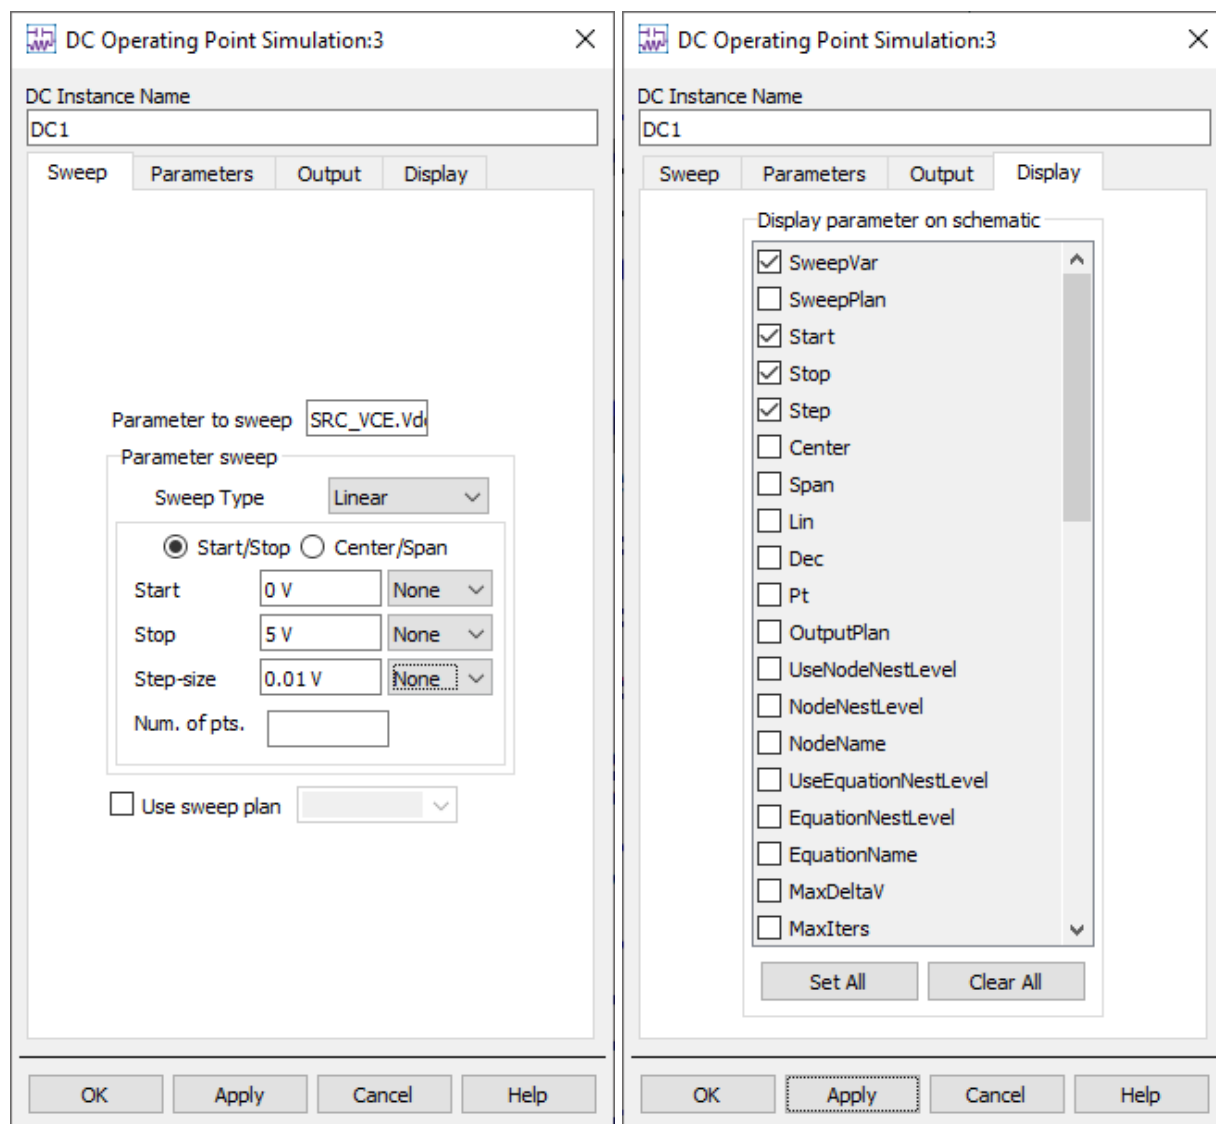 DC Operating Point Simulation:3
DC Instance Name
DC1
Sweep Parameters Output Display
Parameter to sweep SRC_VCE.Vdc
Parameter sweep
Sweep Type Linear
Start/Stop Center/Span
Start 0 V None
Stop 5 V None
Step-size 0.01 V None
Num. of pts.
Use sweep plan
OK Apply Cancel Help
DC Operating Point Simulation:3
DC Instance Name
DC1
Sweep Parameters Output Display
Display parameter on schematic
SweepVar
SweepPlan
Start
Stop
Step
Center
Span
Lin
Dec
Pt
OutputPlan
UseNodeNestLevel
NodeNestLevel
NodeName
UseEquationNestLevel
EquationNestLevel
EquationName
MaxDeltaV
MaxIters
Set All Clear All
OK Apply Cancel Help